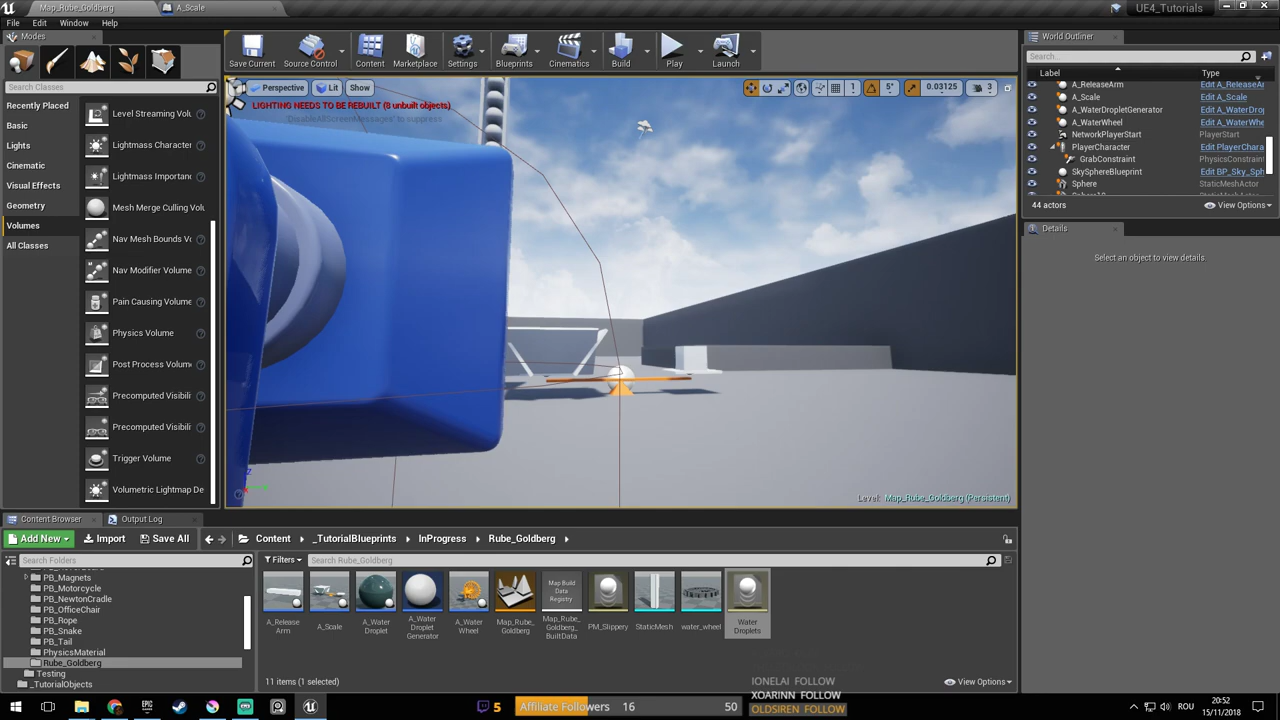 Map_Rube_Goldberg
A_Scale
UE4_Tutorials
File Edit Window Help
Modes
World Outliner
Save Current
Source Control
Content
Marketplace
Settings
Blueprints
Cinematics
Build
Play
Launch
Search Classes
Search...
Label
Type
Recently Placed
Basic
Lights
Cinematic
Visual Effects
Geometry
Volumes
All Classes
Level Streaming Volu
Lightmass Character
Lightmass Importanc
Mesh Merge Culling Volu
Nav Mesh Bounds Vo
Nav Modifier Volume
Pain Causing Volume
Physics Volume
Post Process Volum
Precomputed Visibili
Precomputed Visibili
Trigger Volume
Volumetric Lightmap De
Perspective
Lit
Show
5°
0.03125
3
LIGHTING NEEDS TO BE REBUILT (8 unbuilt objects)
'DisableAllScreenMessages' to suppress
Level: Map_Rube_Goldberg (Persistent)
A_ReleaseArm Edit A_ReleaseAr
A_Scale Edit A_Scale
A_WaterDropletGenerator Edit A_WaterDrop
A_WaterWheel Edit A_WaterWhe
NetworkPlayerStart PlayerStart
PlayerCharacter Edit PlayerChara
GrabConstraint PhysicsConstrain
SkySphereBlueprint Edit BP_Sky_Sph
Sphere StaticMeshActor
44 actors
View Options
Details
Select an object to view details.
Content Browser
Output Log
Add New
Import
Save All
Content
_TutorialBlueprints
InProgress
Rube_Goldberg
Search Folders
Filters
Search Rube_Goldberg
PB_Magnets
PB_Motorcycle
PB_NewtonCradle
PB_OfficeChair
PB_Rope
PB_Snake
PB_Tail
PhysicsMaterial
Rube_Goldberg
Testing
_TutorialObjects
A_Release
Arm
A_Scale
A_Water
Droplet
A_Water
Droplet
Generator
A_Water
Wheel
Map_Rube_
Goldberg
Map Build
Data
Registry
Map_Rube_
Goldberg_
BuiltData
PM_Slippery
StaticMesh
water_wheel
Water
Droplets
11 items (1 selected)
View Options
IONELAI FOLLOW
XOARINN FOLLOW
OLDSIREN FOLLOW
5
Affiliate Followers 16 50
ROU
20:52
15/11/2018